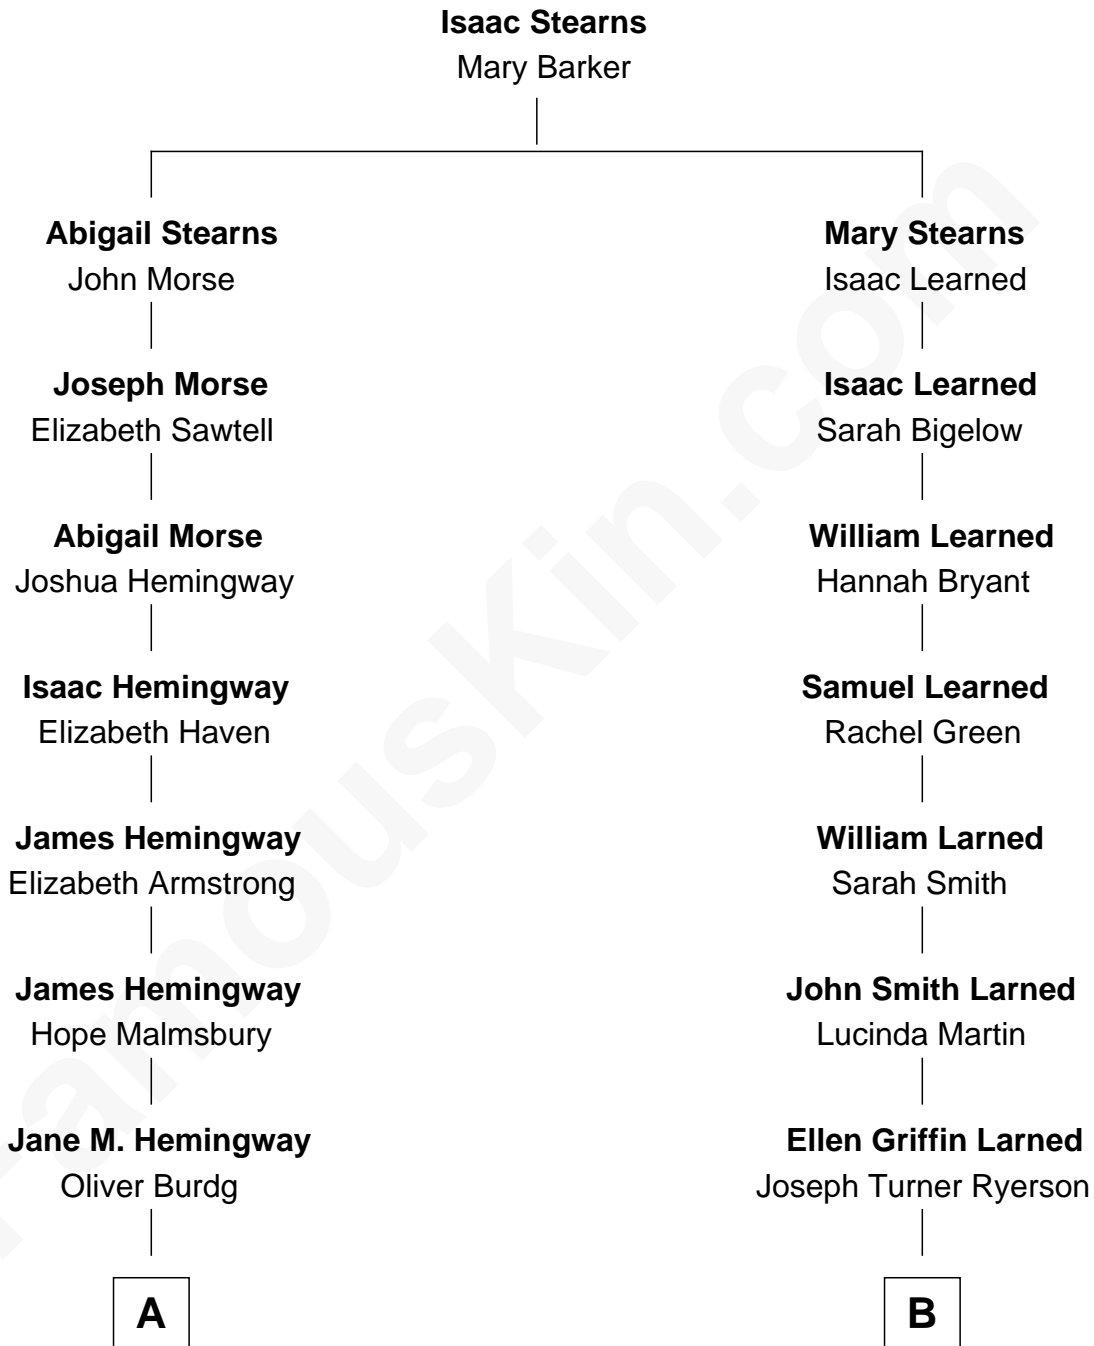 Isaac Stearns
Mary Barker
Abigail Stearns
John Morse
Mary Stearns
Isaac Learned
Joseph Morse
Elizabeth Sawtell
Isaac Learned
Sarah Bigelow
Abigail Morse
Joshua Hemingway
William Learned
Hannah Bryant
Isaac Hemingway
Elizabeth Haven
Samuel Learned
Rachel Green
James Hemingway
Elizabeth Armstrong
William Larned
Sarah Smith
James Hemingway
Hope Malmsbury
John Smith Larned
Lucinda Martin
Jane M. Hemingway
Oliver Burdg
Ellen Griffin Larned
Joseph Turner Ryerson
A
B
FamousKin.com